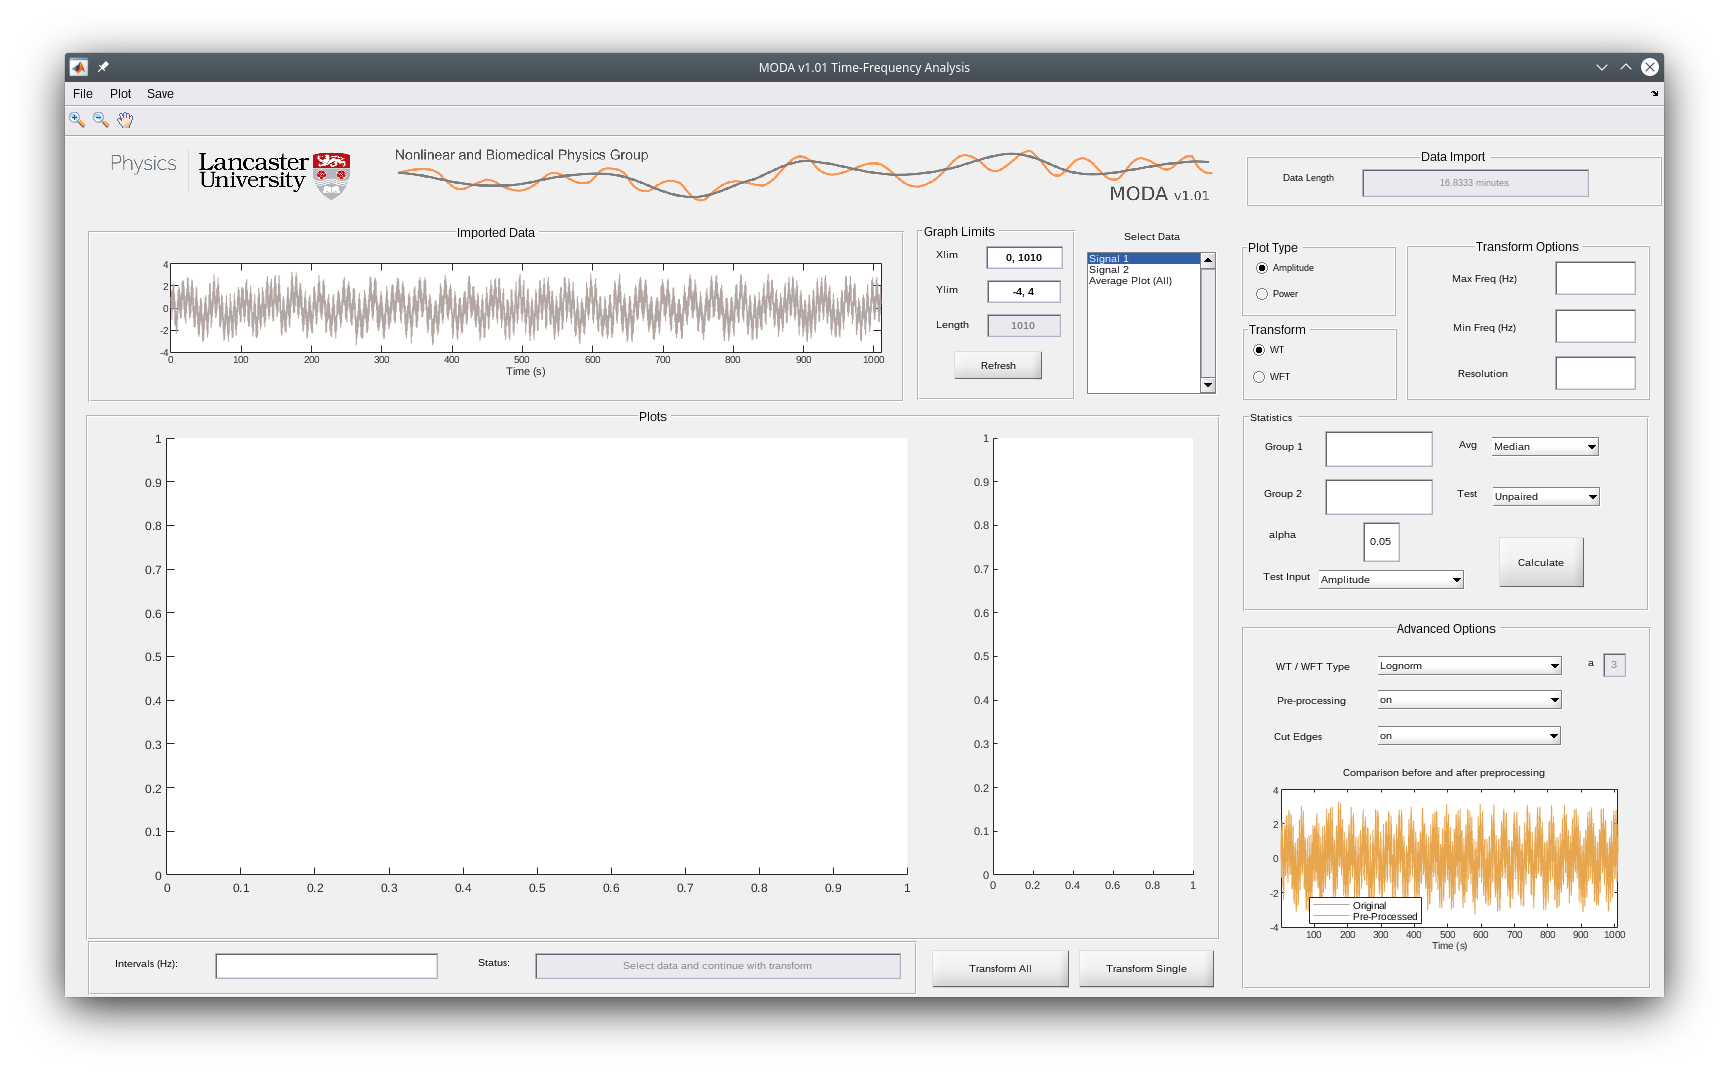 MODA v1.01 Time-Frequency Analysis
File Plot Save
Physics
Lancaster
University
Nonlinear and Biomedical Physics Group
MODA v1.01
Data Import
Data Length 16.8333 minutes
Imported Data
4
2
0
-2
-4
0 100 200 300 400 500 600 700 800 900 1000
Time (s)
Graph Limits
Xlim 0, 1010
Ylim -4, 4
Length 1010
Refresh
Select Data
Signal 1
Signal 2
Average Plot (All)
Plot Type
Amplitude
Power
Transform
WT
WFT
Transform Options
Max Freq (Hz)
Min Freq (Hz)
Resolution
Plots
1
0.9
0.8
0.7
0.6
0.5
0.4
0.3
0.2
0.1
0
0 0.1 0.2 0.3 0.4 0.5 0.6 0.7 0.8 0.9 1
1
0.9
0.8
0.7
0.6
0.5
0.4
0.3
0.2
0.1
0
0 0.2 0.4 0.6 0.8 1
Statistics
Group 1 Avg Median
Group 2 Test Unpaired
alpha 0.05
Calculate
Test Input Amplitude
Advanced Options
WT / WFT Type Lognorm a 3
Pre-processing on
Cut Edges on
Comparison before and after preprocessing
4
2
0
-2
-4
Original
Pre-Processed
100 200 300 400 500 600 700 800 900 1000
Time (s)
Intervals (Hz): Status: Select data and continue with transform
Transform All Transform Single